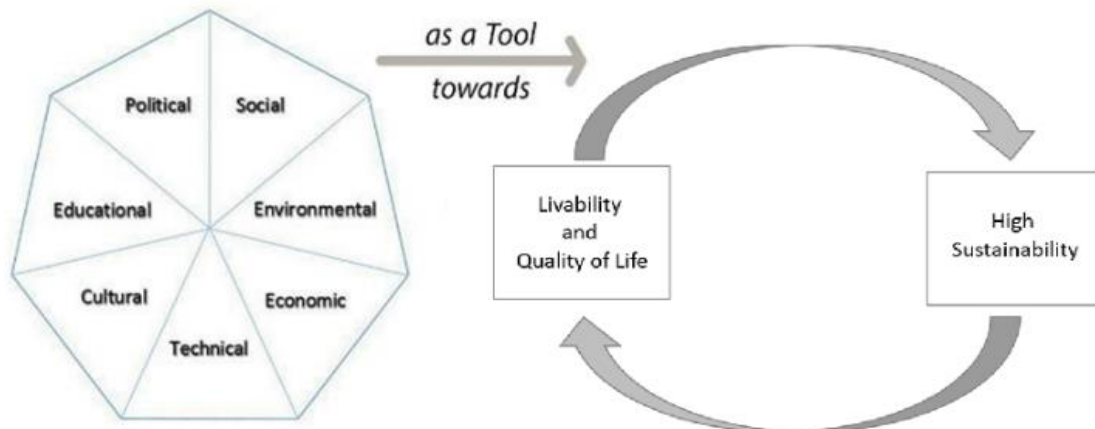 Political
Social
Educational
Environmental
Cultural
Economic
Technical
as a Tool
towards
Livability
and
Quality of Life
High
Sustainability